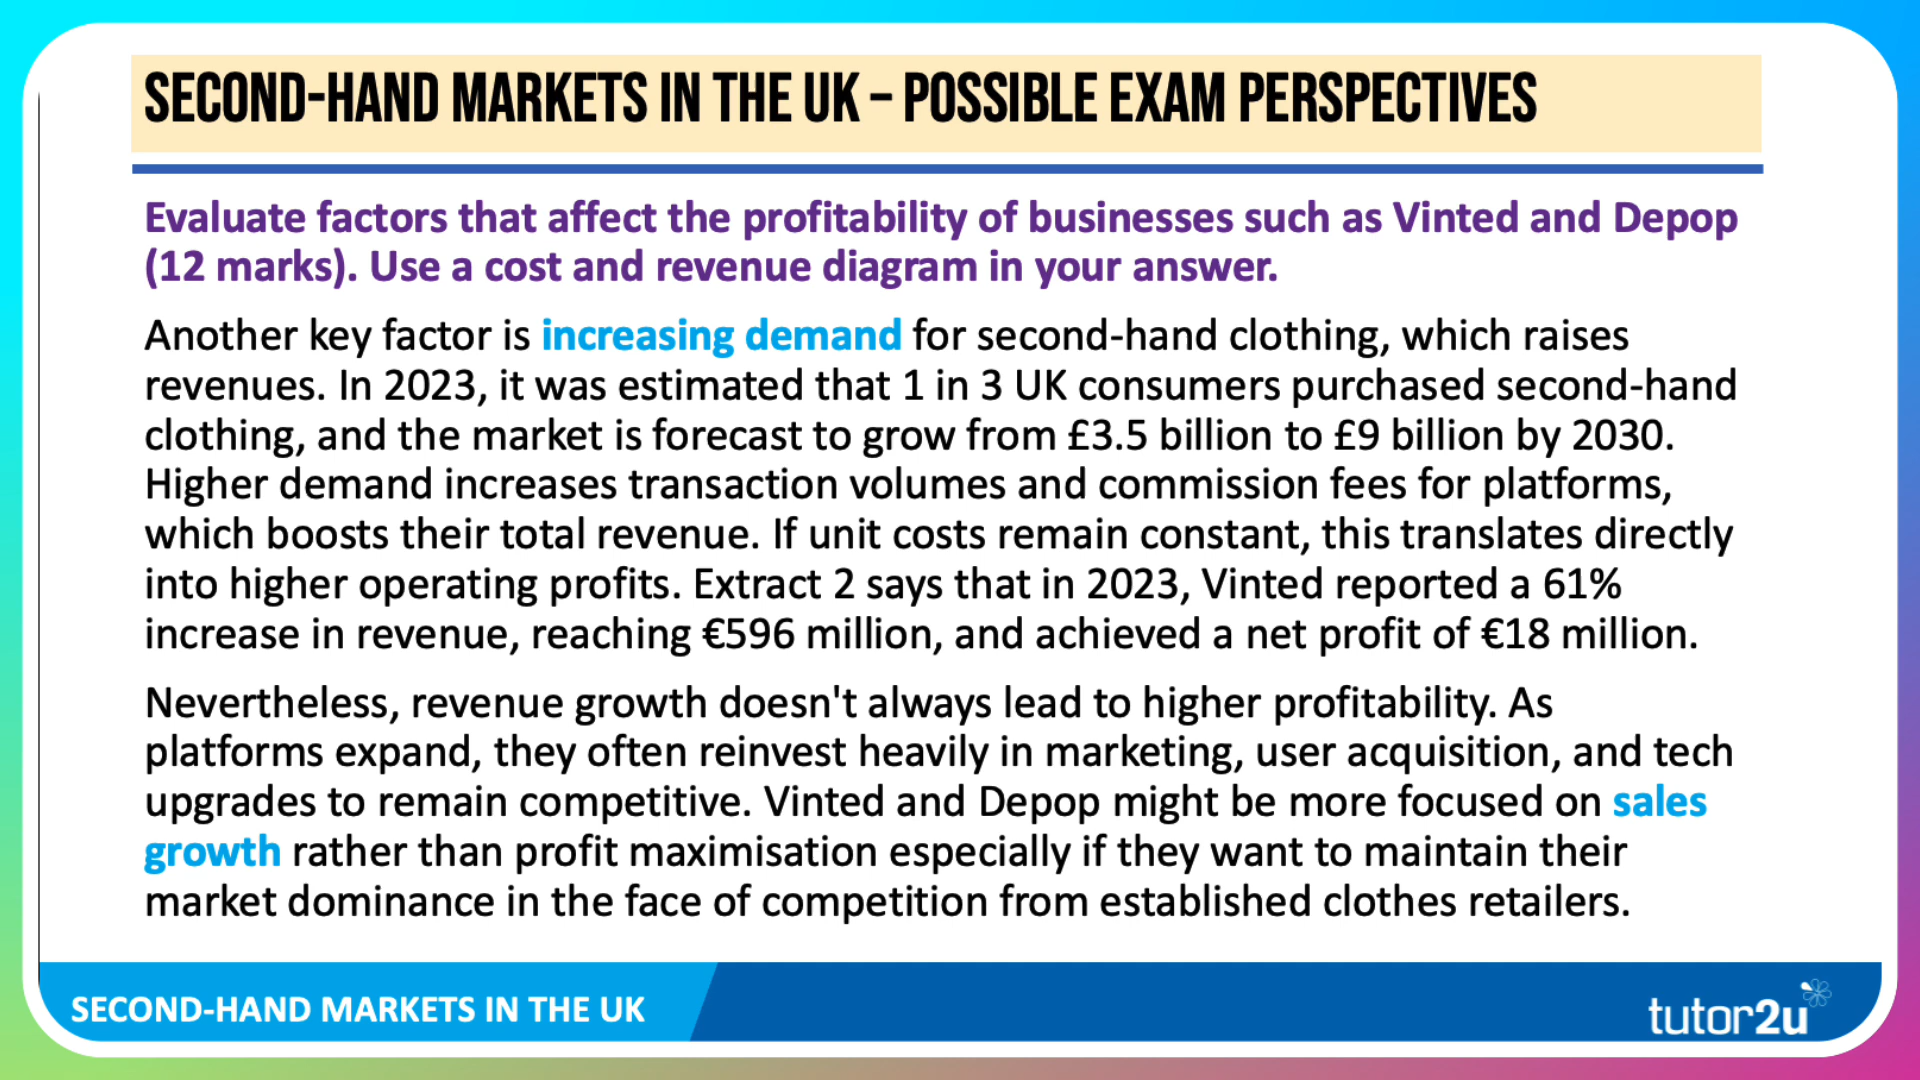 SECOND-HAND MARKETS IN THE UK – POSSIBLE EXAM PERSPECTIVES
Evaluate factors that affect the profitability of businesses such as Vinted and Depop
(12 marks). Use a cost and revenue diagram in your answer.
Another key factor is increasing demand for second-hand clothing, which raises
revenues. In 2023, it was estimated that 1 in 3 UK consumers purchased second-hand
clothing, and the market is forecast to grow from £3.5 billion to £9 billion by 2030.
Higher demand increases transaction volumes and commission fees for platforms,
which boosts their total revenue. If unit costs remain constant, this translates directly
into higher operating profits. Extract 2 says that in 2023, Vinted reported a 61%
increase in revenue, reaching €596 million, and achieved a net profit of €18 million.
Nevertheless, revenue growth doesn't always lead to higher profitability. As
platforms expand, they often reinvest heavily in marketing, user acquisition, and tech
upgrades to remain competitive. Vinted and Depop might be more focused on sales
growth rather than profit maximisation especially if they want to maintain their
market dominance in the face of competition from established clothes retailers.
SECOND-HAND MARKETS IN THE UK
tutor2u